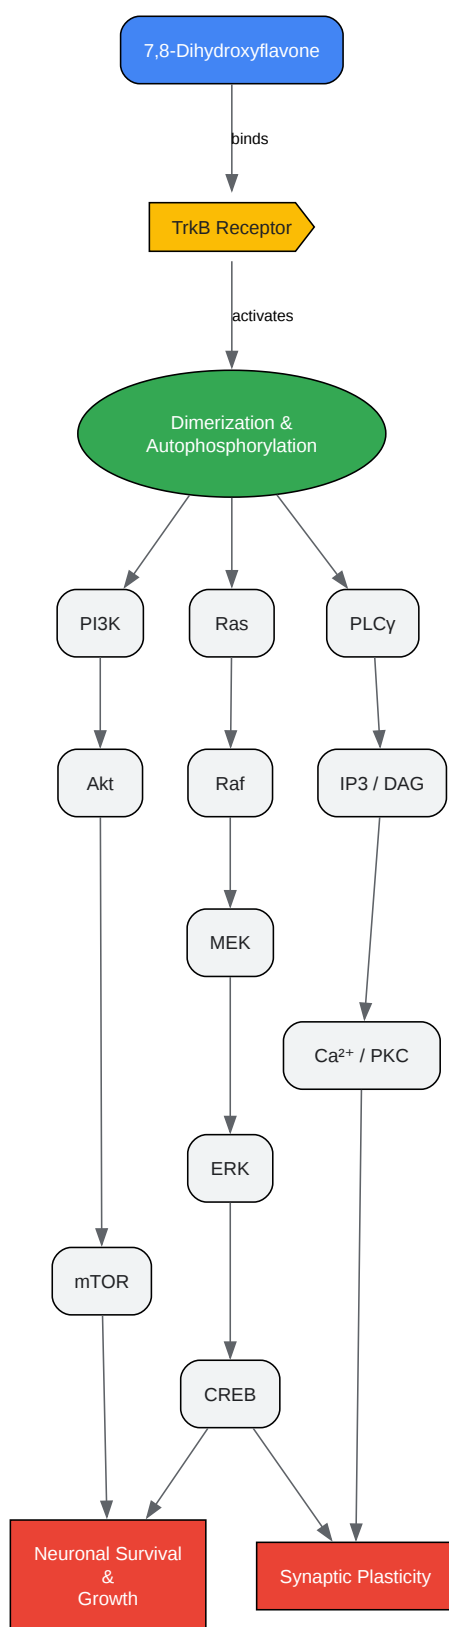 7,8-Dihydroxyflavone
binds
TrkB Receptor
activates
Dimerization &
Autophosphorylation
PI3K
Ras
PLCγ
Akt
Raf
IP3 / DAG
MEK
Ca²⁺ / PKC
ERK
mTOR
CREB
Neuronal Survival
&
Growth
Synaptic Plasticity